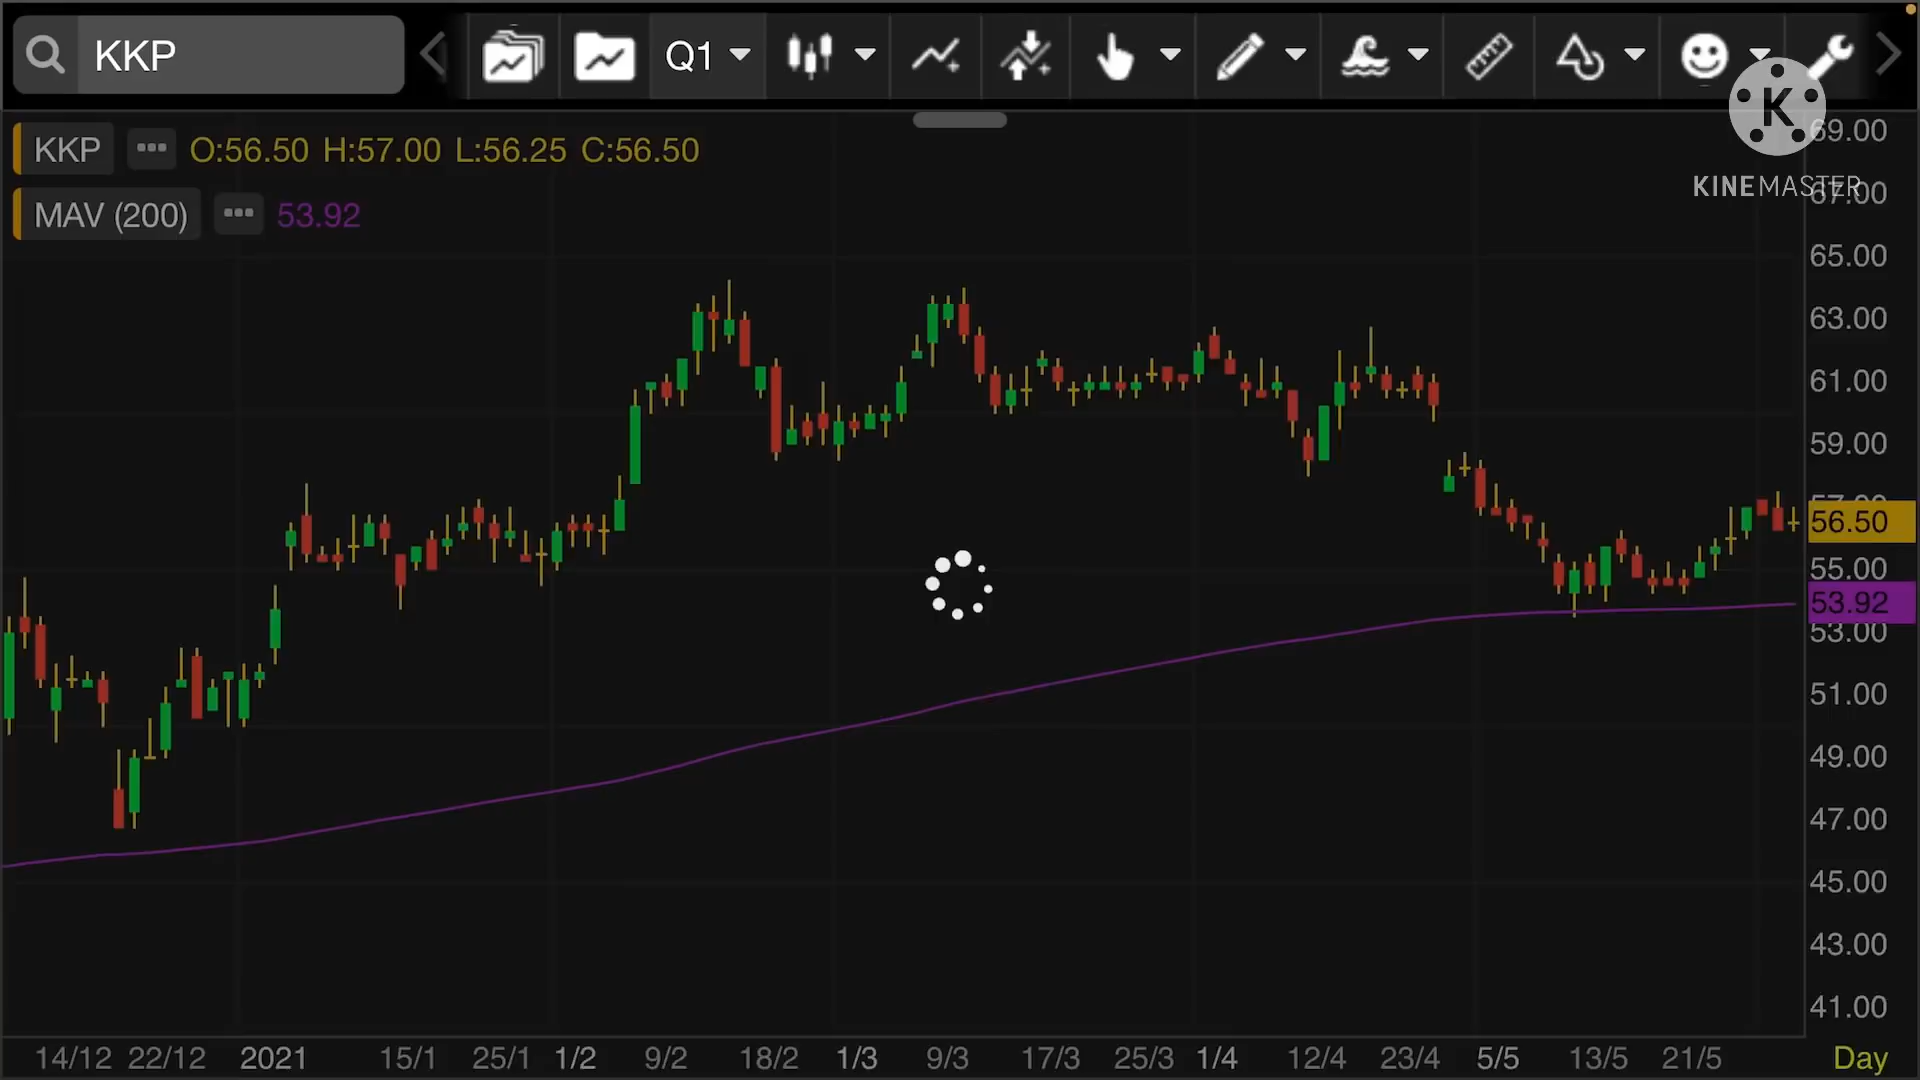 KKP
Q1
K
KINEMASTER
KKP O:56.50 H:57.00 L:56.25 C:56.50
MAV (200) 53.92
69.00
67.00
65.00
63.00
61.00
59.00
57.00
56.50
55.00
53.92
53.00
51.00
49.00
47.00
45.00
43.00
41.00
14/12 22/12 2021 15/1 25/1 1/2 9/2 18/2 1/3 9/3 17/3 25/3 1/4 12/4 23/4 5/5 13/5 21/5 Day